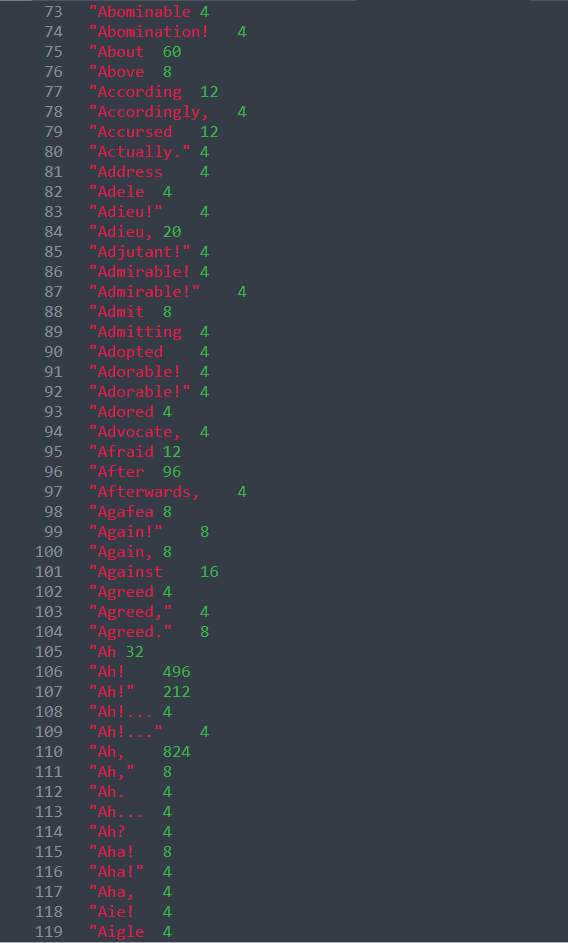 73 "Abominable 4
74 "Abomination! 4
75 "About 60
76 "Above 8
77 "According 12
78 "Accordingly, 4
79 "Accursed 12
80 "Actually." 4
81 "Address 4
82 "Adele 4
83 "Adieu!" 4
84 "Adieu, 20
85 "Adjutant!" 4
86 "Admirable! 4
87 "Admirable!" 4
88 "Admit 8
89 "Admitting 4
90 "Adopted 4
91 "Adorable! 4
92 "Adorable!" 4
93 "Adored 4
94 "Advocate, 4
95 "Afraid 12
96 "After 96
97 "Afterwards, 4
98 "Agafea 8
99 "Again!" 8
100 "Again, 8
101 "Against 16
102 "Agreed 4
103 "Agreed," 4
104 "Agreed." 8
105 "Ah 32
106 "Ah! 496
107 "Ah!" 212
108 "Ah!... 4
109 "Ah!..." 4
110 "Ah, 824
111 "Ah," 8
112 "Ah. 4
113 "Ah... 4
114 "Ah? 4
115 "Aha! 8
116 "Aha!" 4
117 "Aha, 4
118 "Aie! 4
119 "Aigle 4